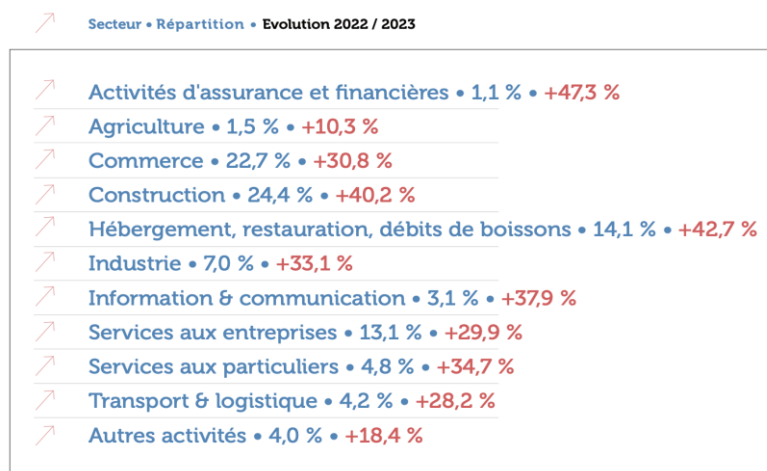 Secteur • Répartition • Evolution 2022 / 2023
Activités d'assurance et financières • 1,1 % • +47,3 %
Agriculture • 1,5 % • +10,3 %
Commerce • 22,7 % • +30,8 %
Construction • 24,4 % • +40,2 %
Hébergement, restauration, débits de boissons • 14,1 % • +42,7 %
Industrie • 7,0 % • +33,1 %
Information & communication • 3,1 % • +37,9 %
Services aux entreprises • 13,1 % • +29,9 %
Services aux particuliers • 4,8 % • +34,7 %
Transport & logistique • 4,2 % • +28,2 %
Autres activités • 4,0 % • +18,4 %